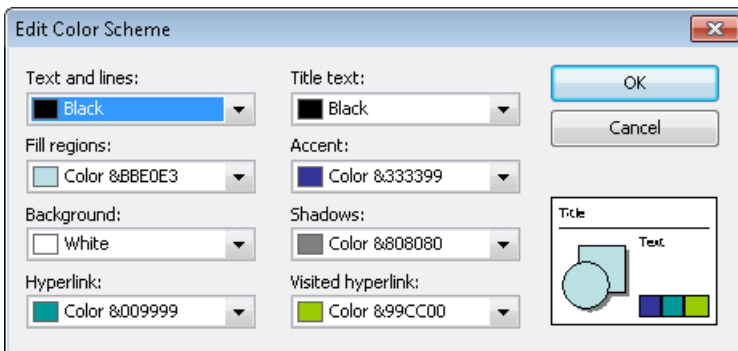 Edit Color Scheme
Text and lines:
Title text:
Black
Black
OK
Cancel
Fill regions:
Accent:
Color &BBE0E3
Color &333399
Background:
Shadows:
White
Color &808080
Hyperlink:
Visited hyperlink:
Color &009999
Color &99CC00
Title
Text